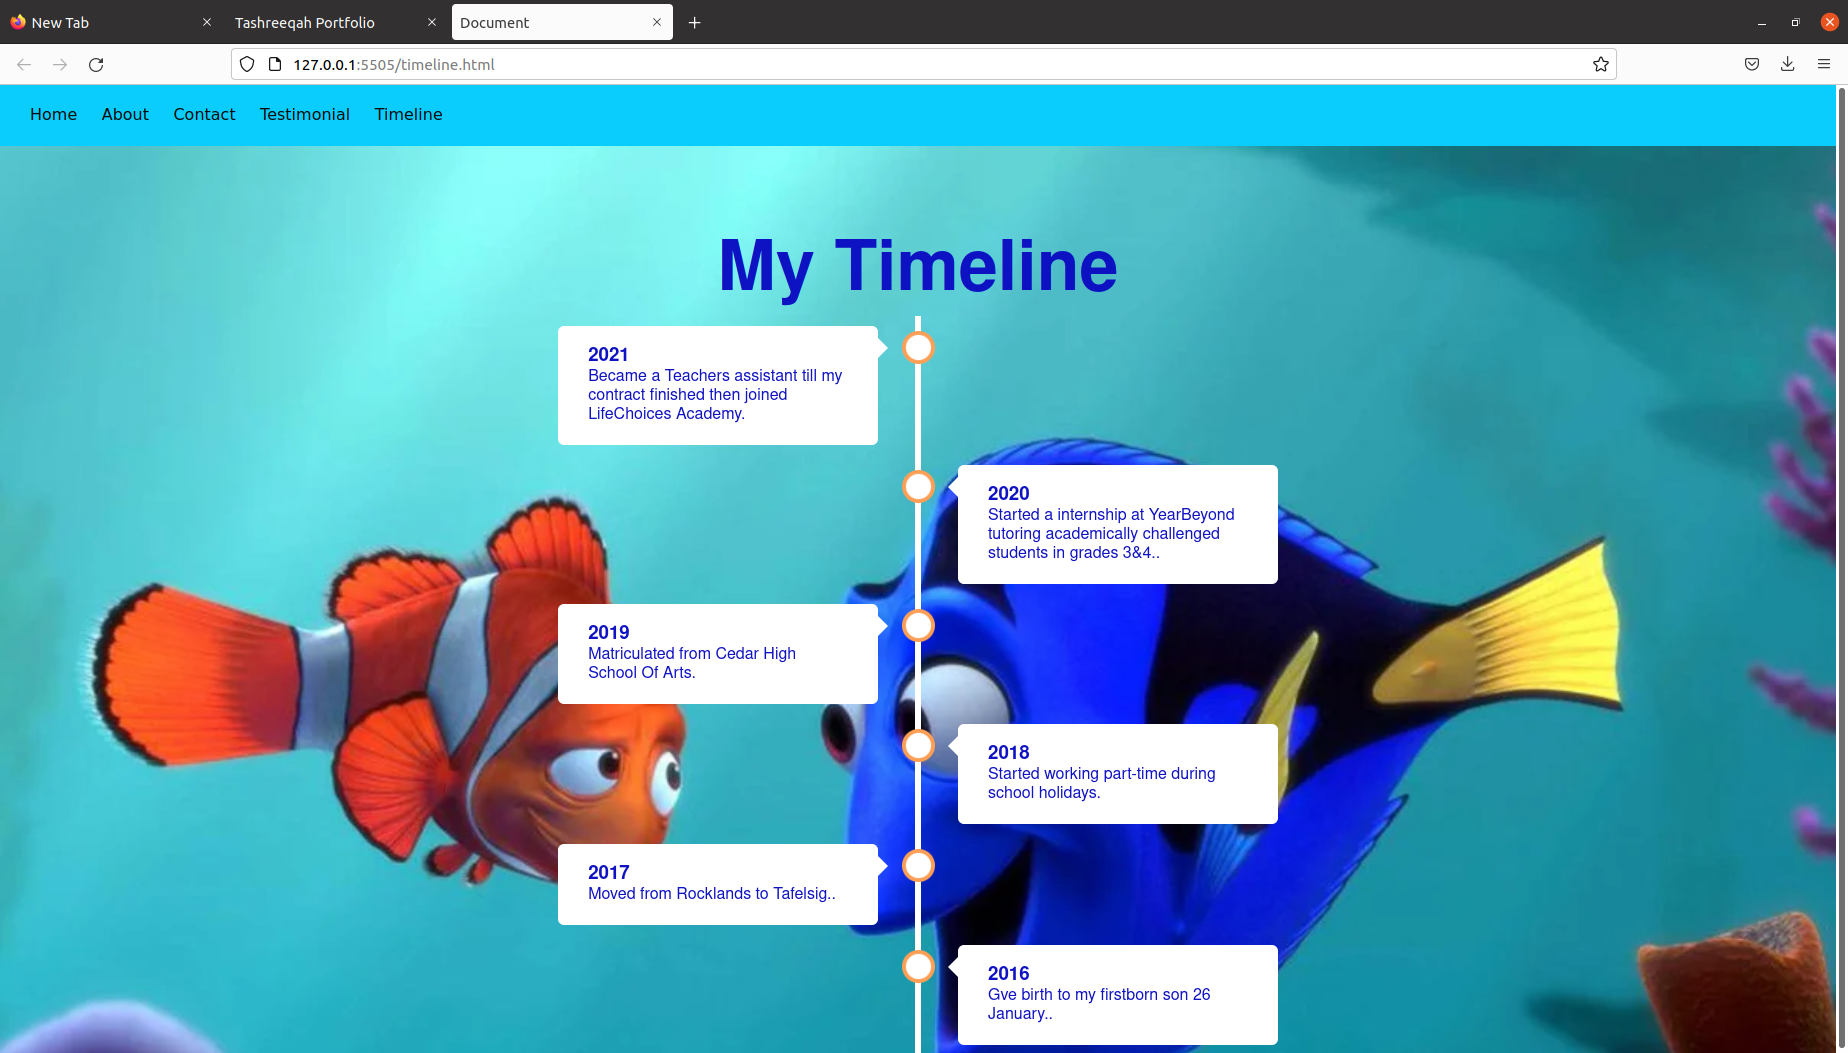 New Tab
Tashreeqah Portfolio
Document
127.0.0.1:5505/timeline.html
Home About Contact Testimonial Timeline
My Timeline
2021
Became a Teachers assistant till my
contract finished then joined
LifeChoices Academy.
2020
Started a internship at YearBeyond
tutoring academically challenged
students in grades 3&4..
2019
Matriculated from Cedar High
School Of Arts.
2018
Started working part-time during
school holidays.
2017
Moved from Rocklands to Tafelsig..
2016
Gve birth to my firstborn son 26
January..